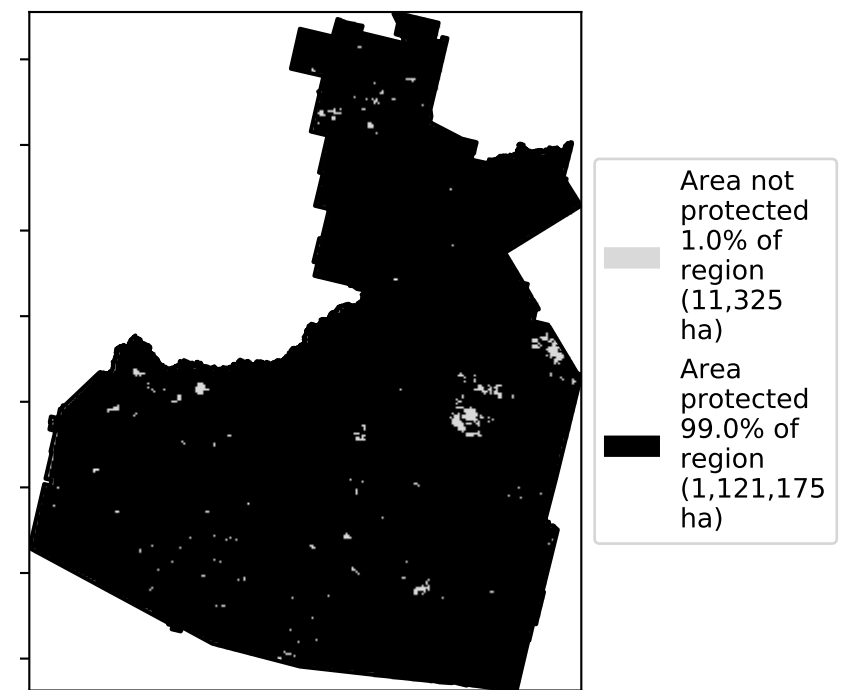 Area not
protected
1.0% of
region
(11,325
ha)
Area
protected
99.0% of
region
(1,121,175
ha)